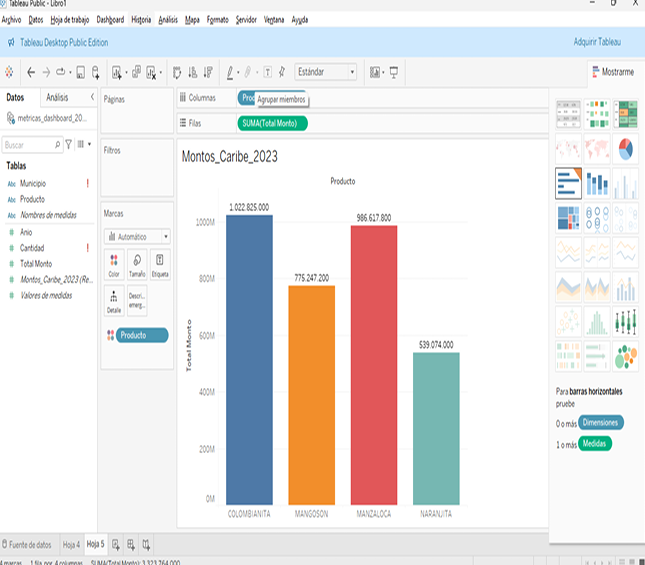 Tableau Public - Libro1
Archivo Datos Hoja de trabajo Dashboard Historia Análisis Mapa Formato Servidor Ventana Ayuda
Tableau Desktop Public Edition
Adquirir Tableau
Estándar
Mostrarme
Datos Análisis
metricas_dashboard_20...
Buscar
Tablas
Abc Municipio !
Abc Producto
Abc Nombres de medidas
# Anio
# Cantidad !
# Total Monto
# Montos_Caribe_2023 (Re...
# Valores de medidas
Páginas
Filtros
Marcas
Automático
Color Tamaño Etiqueta
Detalle Descri... emerg...
Producto
Columnas
Agrupar miembros
Filas SUMA(Total Monto)
Montos_Caribe_2023
Producto
1.022.825.000
986.617.800
775.247.200
539.074.000
Total Monto
1000M
800M
600M
400M
200M
0M
COLOMBIANITA MANGOSON MANZALOCA NARANJITA
Para barras horizontales
pruebe
0 o más Dimensiones
1 o más Medidas
Fuente de datos Hoja 4 Hoja 5
4 marcas 1 fila por 4 columnas SUMA(Total Monto): 3.323.764.000